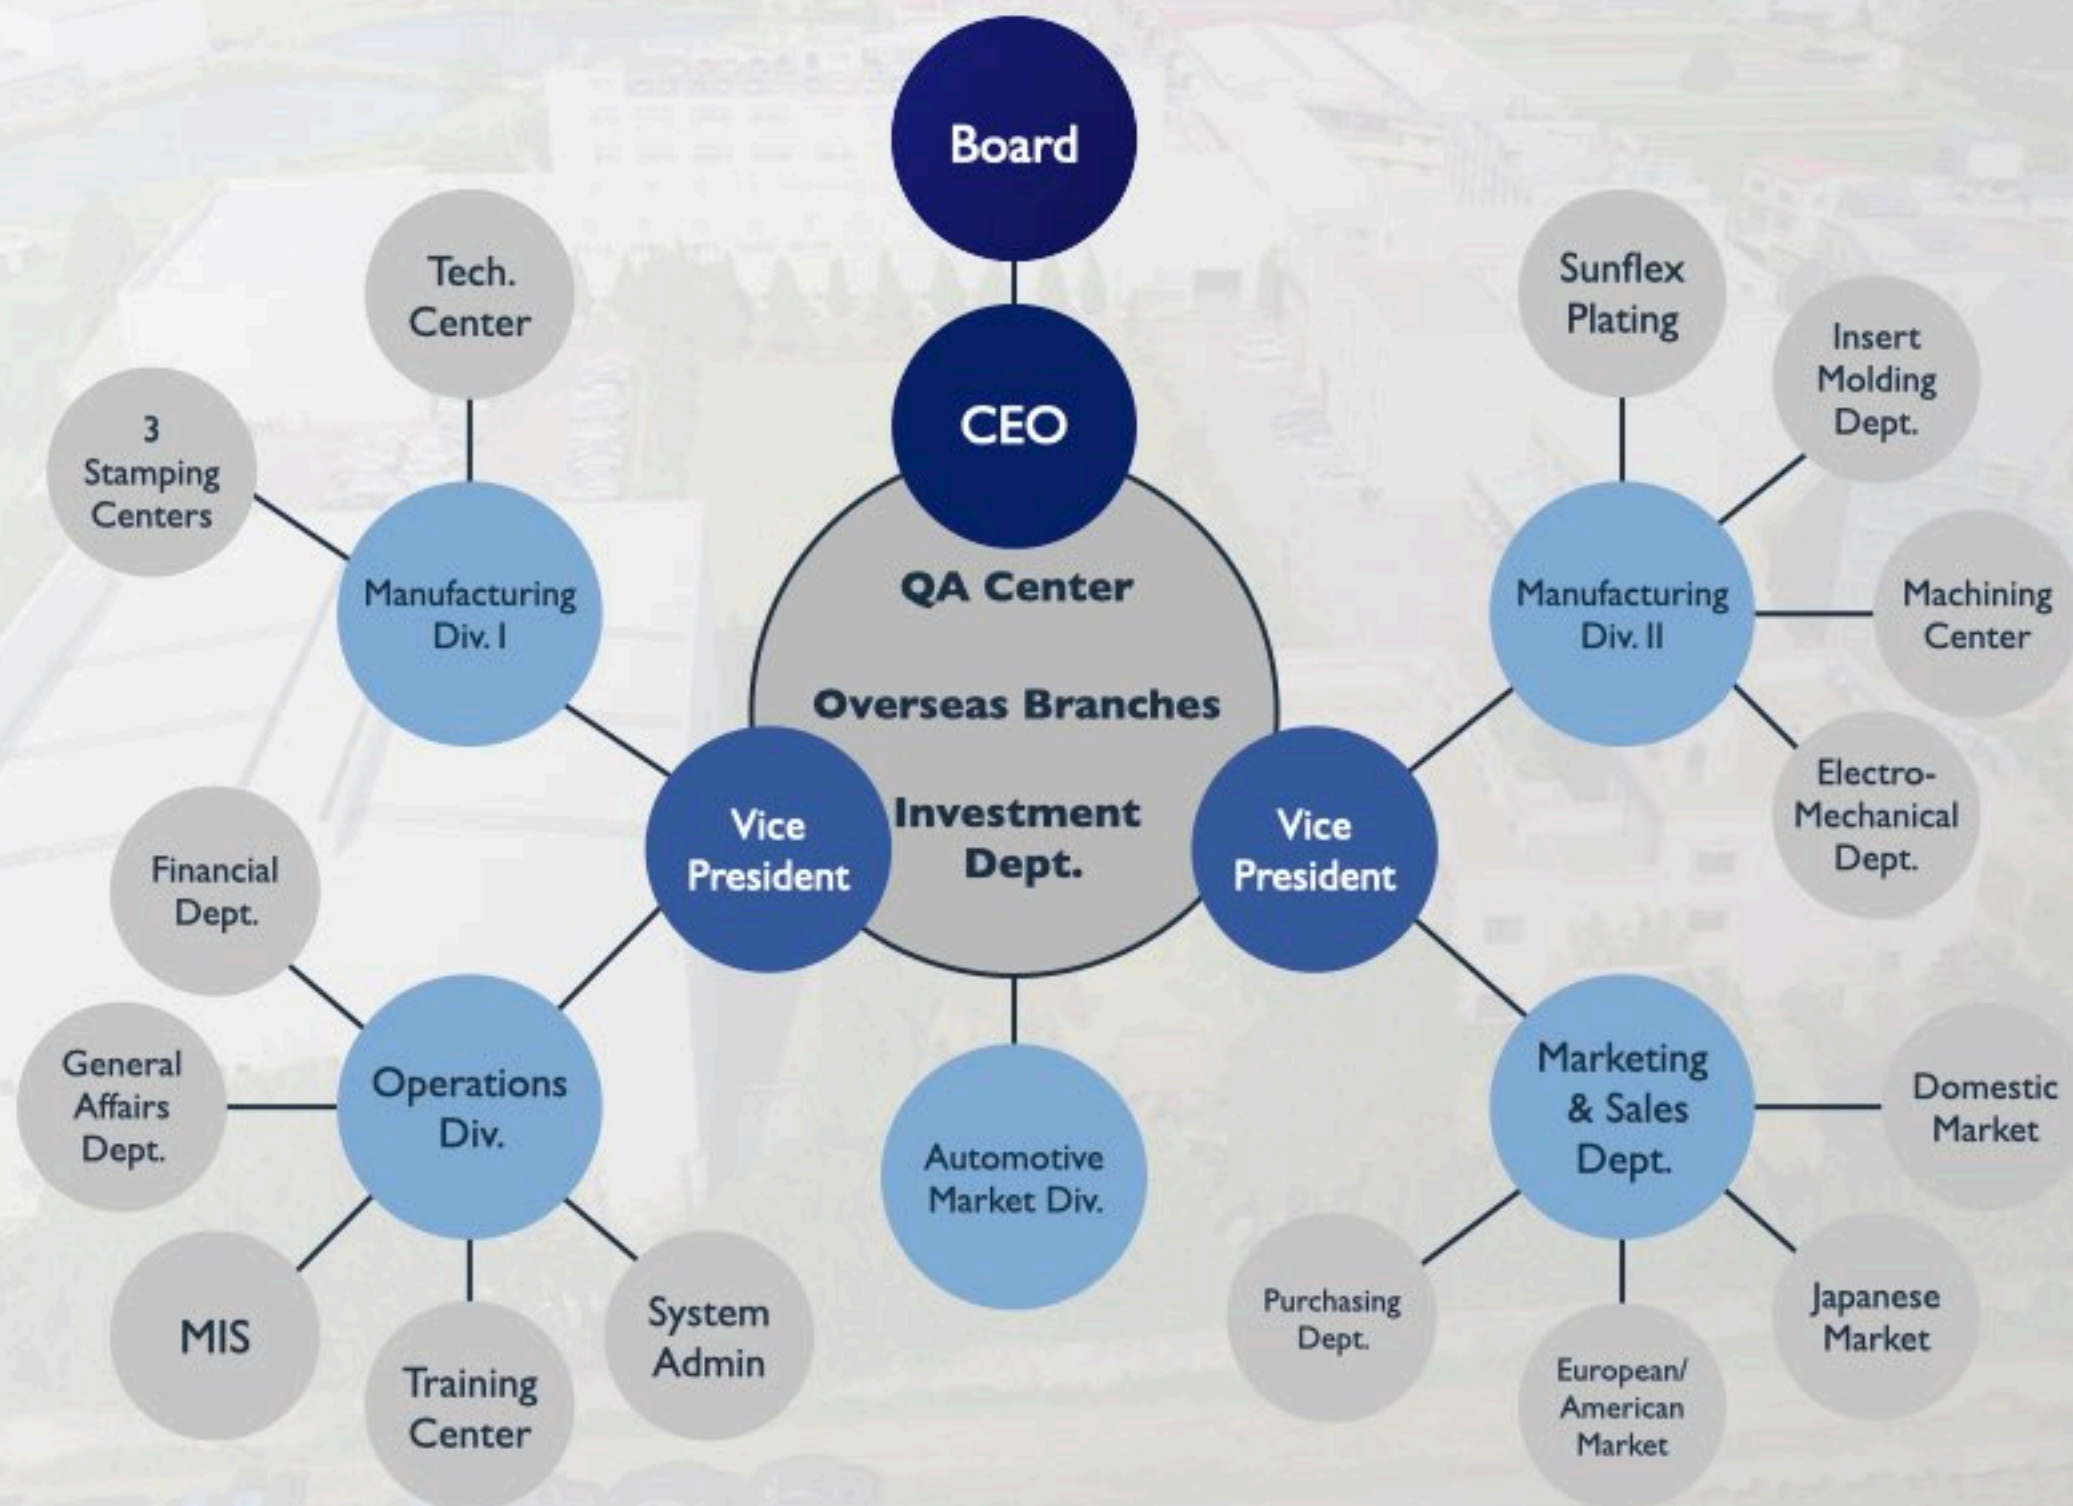 Board
CEO
QA Center
Overseas Branches
Investment
Dept.
Vice
President
Vice
President
Tech.
Center
3
Stamping
Centers
Manufacturing
Div. I
Financial
Dept.
General
Affairs
Dept.
Operations
Div.
MIS
Training
Center
System
Admin
Automotive
Market Div.
Sunflex
Plating
Insert
Molding
Dept.
Manufacturing
Div. II
Machining
Center
Electro-
Mechanical
Dept.
Marketing
& Sales
Dept.
Domestic
Market
Japanese
Market
European/
American
Market
Purchasing
Dept.